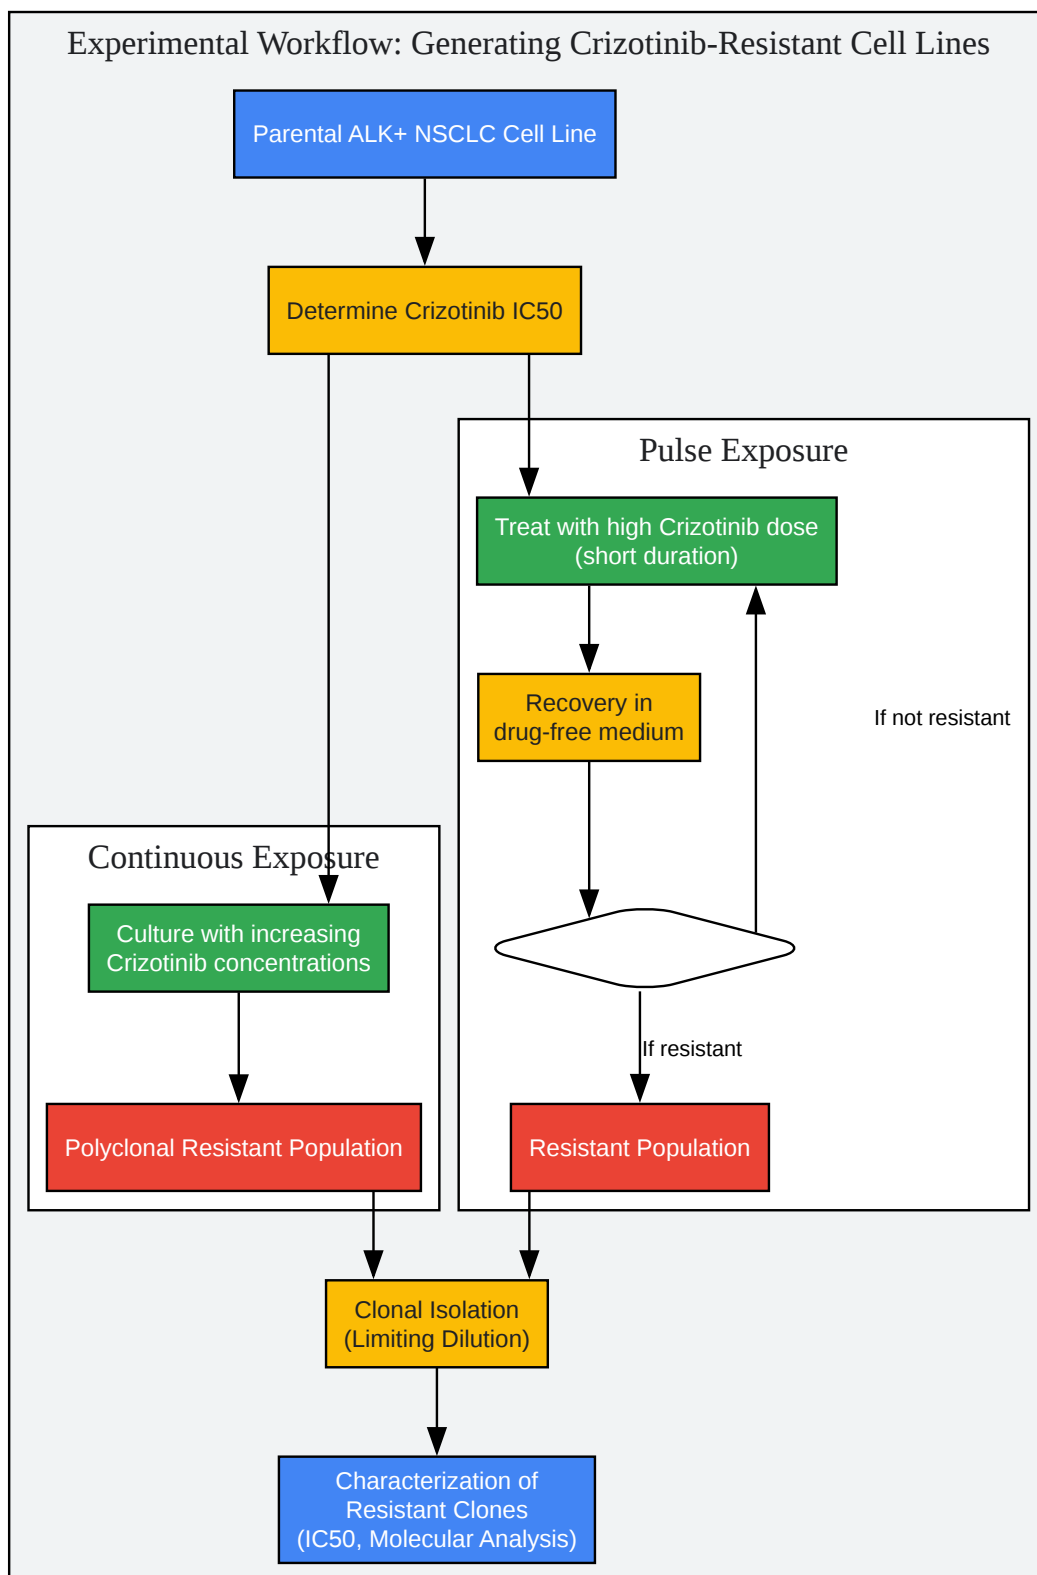 Experimental Workflow: Generating Crizotinib-Resistant Cell Lines
Parental ALK+ NSCLC Cell Line
Determine Crizotinib IC50
Pulse Exposure
Treat with high Crizotinib dose
(short duration)
Recovery in
drug-free medium
If not resistant
Continuous Exposure
Culture with increasing
Crizotinib concentrations
If resistant
Polyclonal Resistant Population
Resistant Population
Clonal Isolation
(Limiting Dilution)
Characterization of
Resistant Clones
(IC50, Molecular Analysis)